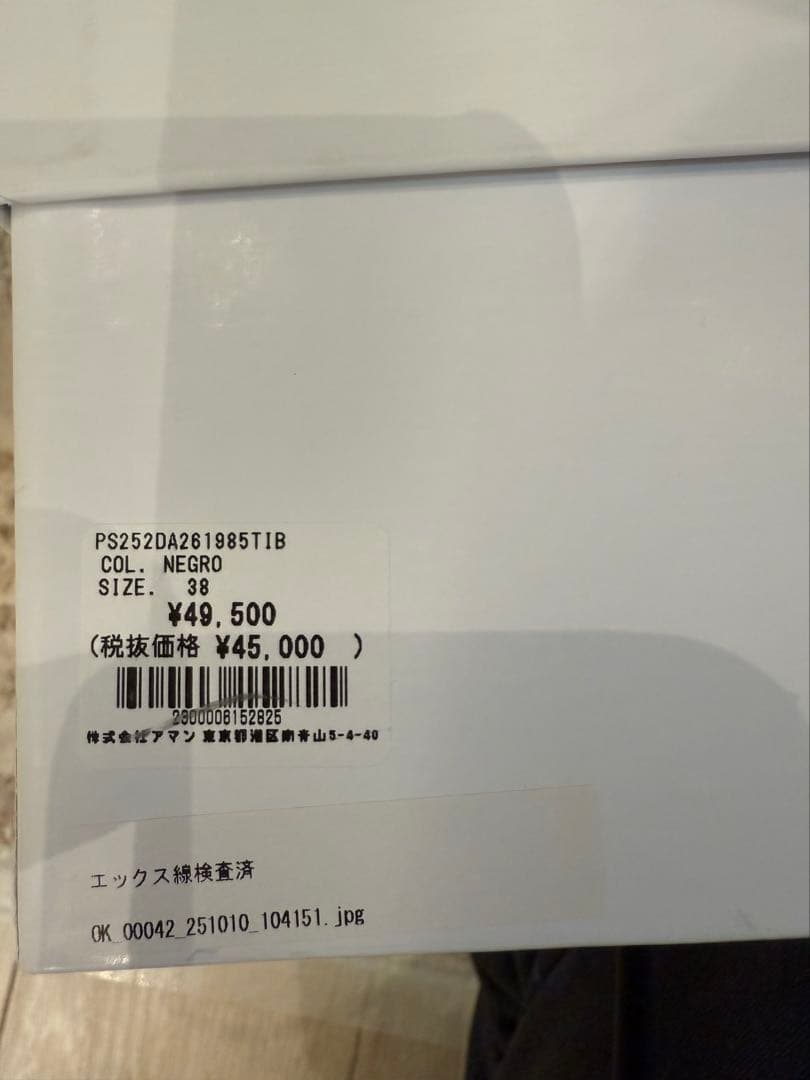 PS252DA261985TIB
COL. NEGRO
SIZE. 38
¥49,500
(税抜価格 ¥45,000 )
2300006152825
株式会社アマン 東京都港区南青山5-4-40
エックス線検査済
OK_00042_251010_104151.jpg